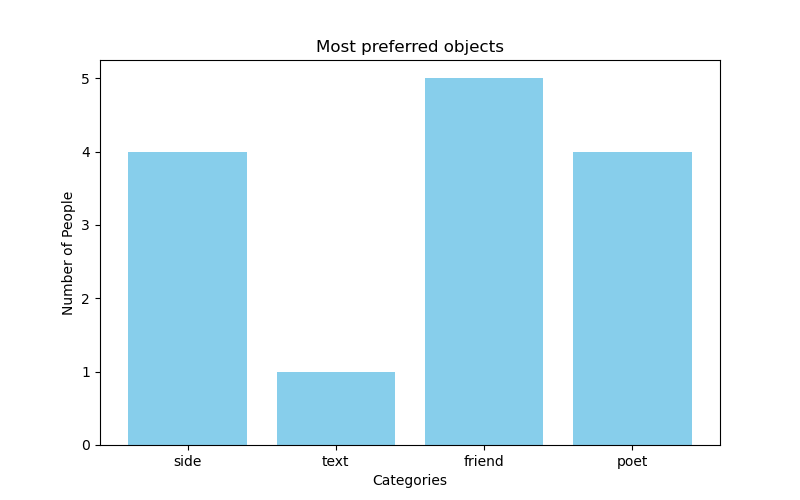 Most preferred objects
Number of People
5
4
3
2
1
0
side text friend poet
Categories